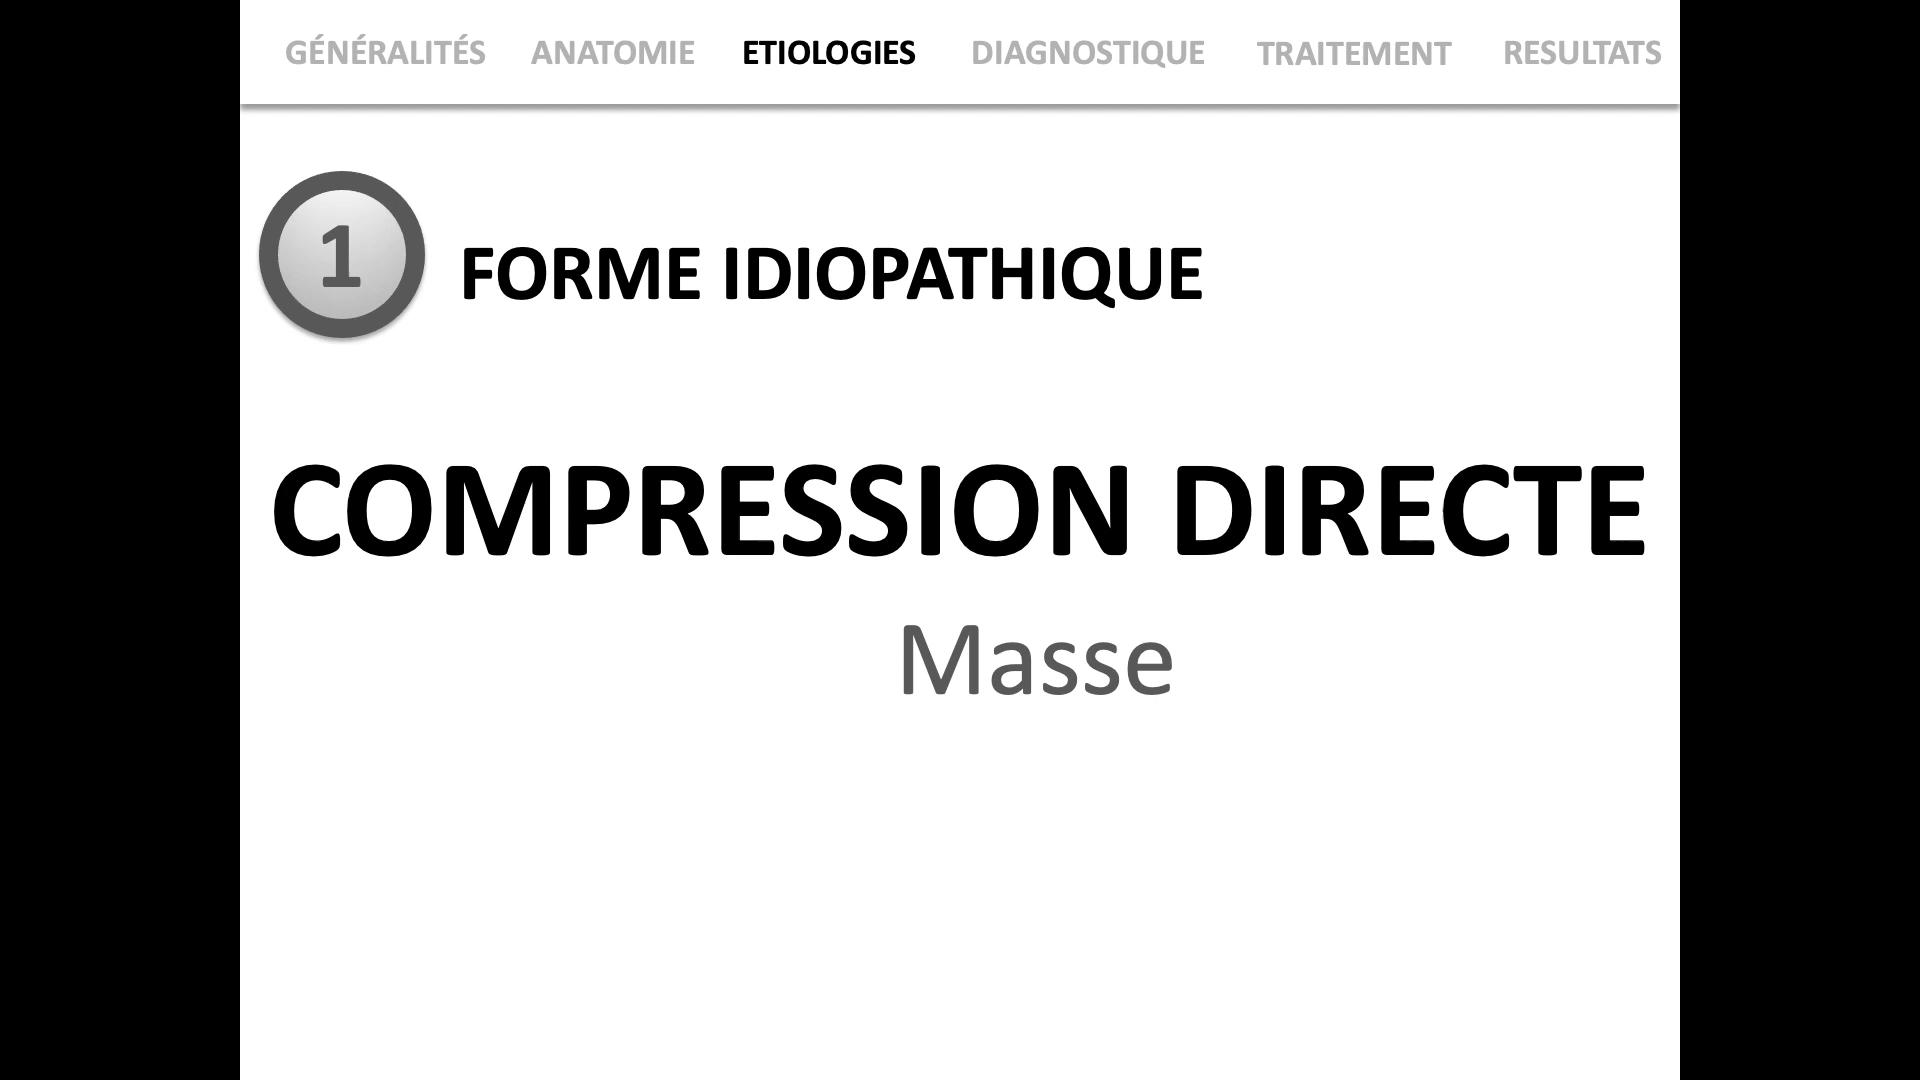 GÉNÉRALITÉS ANATOMIE ETIOLOGIES DIAGNOSTIQUE TRAITEMENT RESULTATS
1 FORME IDIOPATHIQUE
COMPRESSION DIRECTE
Masse